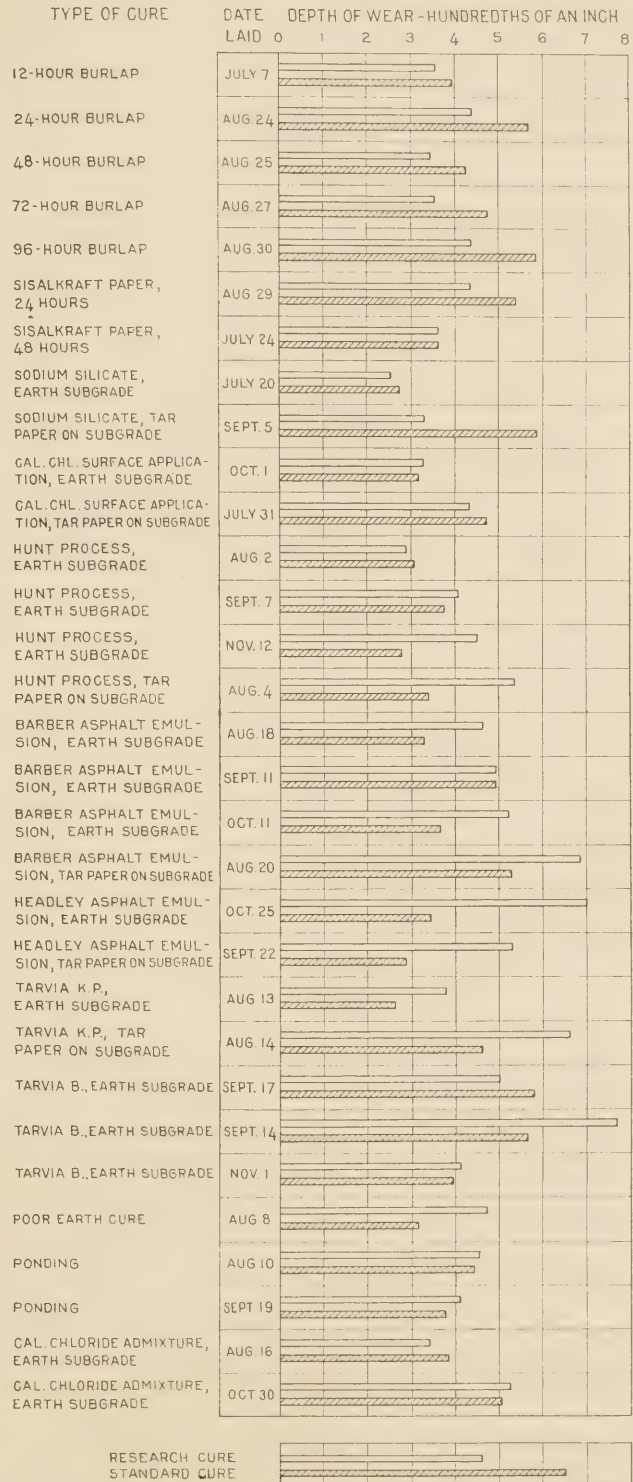 TYPE OF CURE DATE DEPTH OF WEAR-HUNDREDTHS OF AN INCH
LAID 0 1 2 3 4 5 6 7 8
12-HOUR BURLAP JULY 7
24-HOUR BURLAP AUG. 24
48-HOUR BURLAP AUG 25
72-HOUR BURLAP AUG. 27
96-HOUR BURLAP AUG. 30
SISALKRAFT PAPER,
24 HOURS AUG 29
SISALKRAFT PAPER,
48 HOURS JULY 24
SODIUM SILICATE,
EARTH SUBGRADE JULY 20
SODIUM SILICATE, TAR
PAPER ON SUBGRADE SEPT. 5
CAL. CHL. SURFACE APPLICA-
TION, EARTH SUBGRADE OCT. 1
CAL. CHL. SURFACE APPLICA-
TION, TAR PAPER ON SUBGRADE JULY 31
HUNT PROCESS,
EARTH SUBGRADE AUG. 2
HUNT PROCESS,
EARTH SUBGRADE SEPT. 7
HUNT PROCESS,
EARTH SUBGRADE NOV. 12
HUNT PROCESS, TAR
PAPER ON SUBGRADE AUG. 4
BARBER ASPHALT EMUL-
SION, EARTH SUBGRADE AUG. 18
BARBER ASPHALT EMUL-
SION, EARTH SUBGRADE SEPT. 11
BARBER ASPHALT EMUL-
SION, EARTH SUBGRADE OCT. 11
BARBER ASPHALT EMUL-
SION, TAR PAPER ON SUBGRADE AUG. 20
HEADLEY ASPHALT EMUL-
SION, EARTH SUBGRADE OCT. 25
HEADLEY ASPHALT EMUL-
SION, TAR PAPER ON SUBGRADE SEPT. 22
TARVIA K.P.,
EARTH SUBGRADE AUG 13
TARVIA K.P., TAR
PAPER ON SUBGRADE AUG. 14
TARVIA B., EARTH SUBGRADE SEPT. 17
TARVIA B., EARTH SUBGRADE SEPT. 14
TARVIA B., EARTH SUBGRADE NOV. 1
POOR EARTH CURE AUG 8
PONDING AUG 10
PONDING SEPT 19
CAL. CHLORIDE ADMIXTURE,
EARTH SUBGRADE AUG. 16
CAL. CHLORIDE ADMIXTURE,
EARTH SUBGRADE OCT 30
RESEARCH CURE
STANDARD CURE